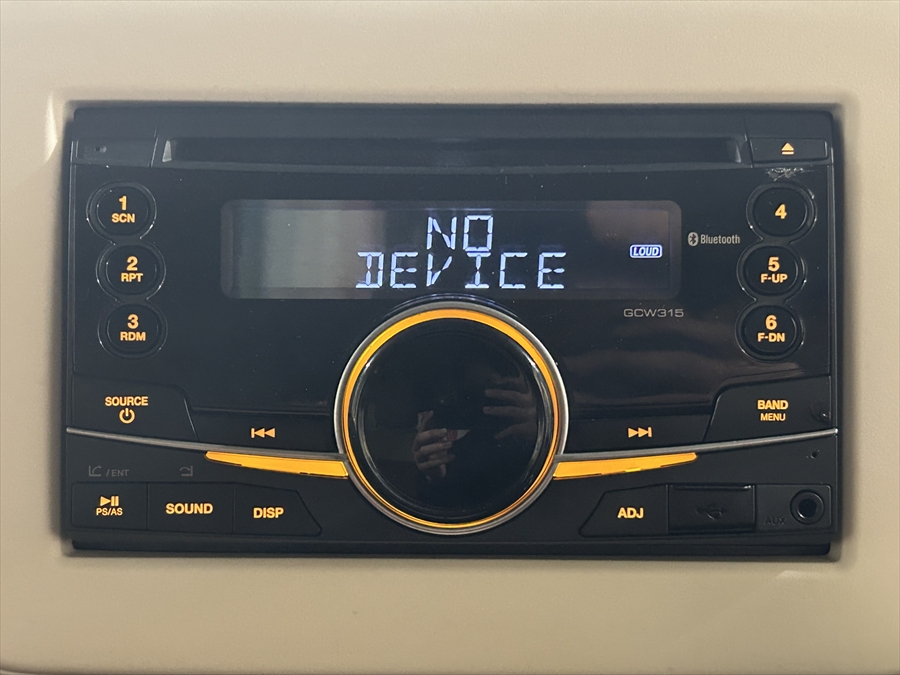 1
SCN
2
RPT
3
RDM
NO
DEVICE
LOUD
Bluetooth
GCW315
4
5
F-UP
6
F-DN
SOURCE
BAND
MENU
/ ENT
PS/AS
SOUND
DISP
ADJ
AUX